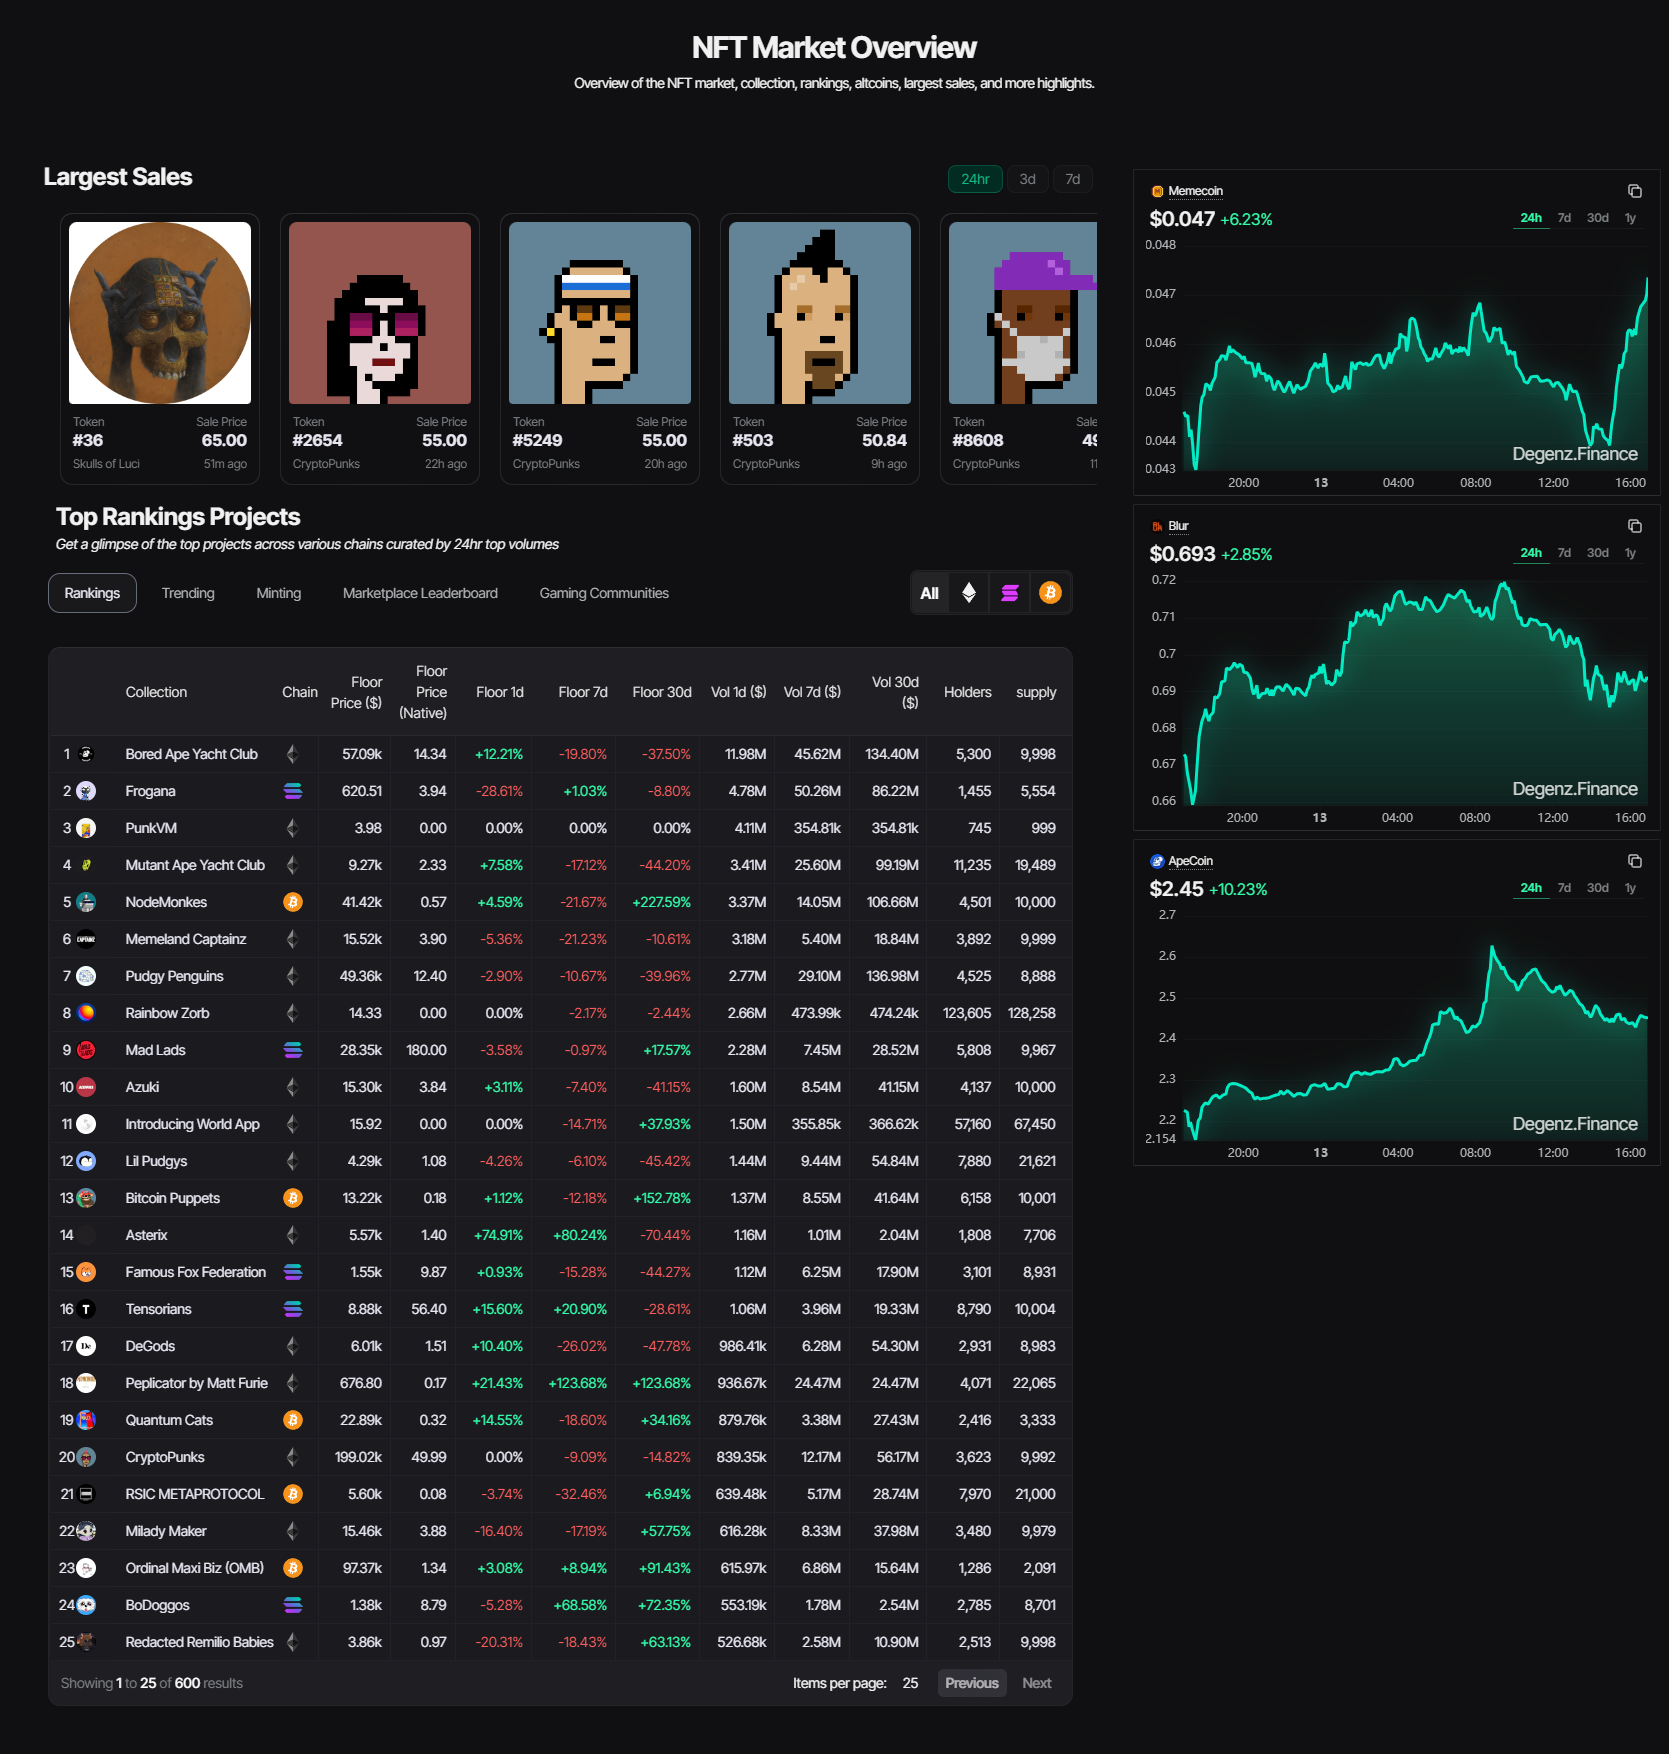 NFT Market Overview
Overview of the NFT market, collection, rankings, altcoins, largest sales, and more highlights.
Largest Sales
24hr 3d 7d
Token Sale Price
#36 65.00
Skulls of Luci 51m ago
Token Sale Price
#2654 55.00
CryptoPunks 22h ago
Token Sale Price
#5249 55.00
CryptoPunks 20h ago
Token Sale Price
#503 50.84
CryptoPunks 9h ago
Token
#8608
CryptoPunks
Top Rankings Projects
Get a glimpse of the top projects across various chains curated by 24hr top volumes
Rankings Trending Minting Marketplace Leaderboard Gaming Communities All
Collection Chain Floor Price ($) Floor Price (Native) Floor 1d Floor 7d Floor 30d Vol 1d ($) Vol 7d ($) Vol 30d ($) Holders supply
1 Bored Ape Yacht Club 57.09k 14.34 +12.21% -19.80% -37.50% 11.98M 45.62M 134.40M 5,300 9,998
2 Frogana 620.51 3.94 -28.61% +1.03% -8.80% 4.78M 50.26M 86.22M 1,455 5,554
3 PunkVM 3.98 0.00 0.00% 0.00% 0.00% 4.11M 354.81k 354.81k 745 999
4 Mutant Ape Yacht Club 9.27k 2.33 +7.58% -17.12% -44.20% 3.41M 25.60M 99.19M 11,235 19,489
5 NodeMonkes 41.42k 0.57 +4.59% -21.67% +227.59% 3.37M 14.05M 106.66M 4,501 10,000
6 Memeland Captainz 15.52k 3.90 -5.36% -21.23% -10.61% 3.18M 5.40M 18.84M 3,892 9,999
7 Pudgy Penguins 49.36k 12.40 -2.90% -10.67% -39.96% 2.77M 29.10M 136.98M 4,525 8,888
8 Rainbow Zorb 14.33 0.00 0.00% -2.17% -2.44% 2.66M 473.99k 474.24k 123,605 128,258
9 Mad Lads 28.35k 180.00 -3.58% -0.97% +17.57% 2.28M 7.45M 28.52M 5,808 9,967
10 Azuki 15.30k 3.84 +3.11% -7.40% -41.15% 1.60M 8.54M 41.15M 4,137 10,000
11 Introducing World App 15.92 0.00 0.00% -14.71% +37.93% 1.50M 355.85k 366.62k 57,160 67,450
12 Lil Pudgys 4.29k 1.08 -4.26% -6.10% -45.42% 1.44M 9.44M 54.84M 7,880 21,621
13 Bitcoin Puppets 13.22k 0.18 +1.12% -12.18% +152.78% 1.37M 8.55M 41.64M 6,158 10,001
14 Asterix 5.57k 1.40 +74.91% +80.24% -70.44% 1.16M 1.01M 2.04M 1,808 7,706
15 Famous Fox Federation 1.55k 9.87 +0.93% -15.28% -44.27% 1.12M 6.25M 17.90M 3,101 8,931
16 Tensorians 8.88k 56.40 +15.60% +20.90% -28.61% 1.06M 3.96M 19.33M 8,790 10,004
17 DeGods 6.01k 1.51 +10.40% -26.02% -47.78% 986.41k 6.28M 54.30M 2,931 8,983
18 Peplicator by Matt Furie 676.80 0.17 +21.43% +123.68% +123.68% 936.67k 24.47M 24.47M 4,071 22,065
19 Quantum Cats 22.89k 0.32 +14.55% -18.60% +34.16% 879.76k 3.38M 27.43M 2,416 3,333
20 CryptoPunks 199.02k 49.99 0.00% -9.09% -14.82% 839.35k 12.17M 56.17M 3,623 9,992
21 RSIC METAPROTOCOL 5.60k 0.08 -3.74% -32.46% +6.94% 639.48k 5.17M 28.74M 7,970 21,000
22 Milady Maker 15.46k 3.88 -16.40% -17.19% +57.75% 616.28k 8.33M 37.98M 3,480 9,979
23 Ordinal Maxi Biz (OMB) 97.37k 1.34 +3.08% +8.94% +91.43% 615.97k 6.86M 15.64M 1,286 2,091
24 BoDoggos 1.38k 8.79 -5.28% +68.58% +72.35% 553.19k 1.78M 2.54M 2,785 8,701
25 Redacted Remilio Babies 3.86k 0.97 -20.31% -18.43% +63.13% 526.68k 2.58M 10.90M 2,513 9,998
Showing 1 to 25 of 600 results Items per page: 25 Previous Next
Memecoin
$0.047 +6.23% 24h 7d 30d 1y
0.048
0.047
0.046
0.045
0.044
0.043
Degenz.Finance
20:00 13 04:00 08:00 12:00 16:00
Blur
$0.693 +2.85% 24h 7d 30d 1y
0.72
0.71
0.7
0.69
0.68
0.67
0.66
Degenz.Finance
20:00 13 04:00 08:00 12:00 16:00
ApeCoin
$2.45 +10.23% 24h 7d 30d 1y
2.7
2.6
2.5
2.4
2.3
2.2
2.154
Degenz.Finance
20:00 13 04:00 08:00 12:00 16:00